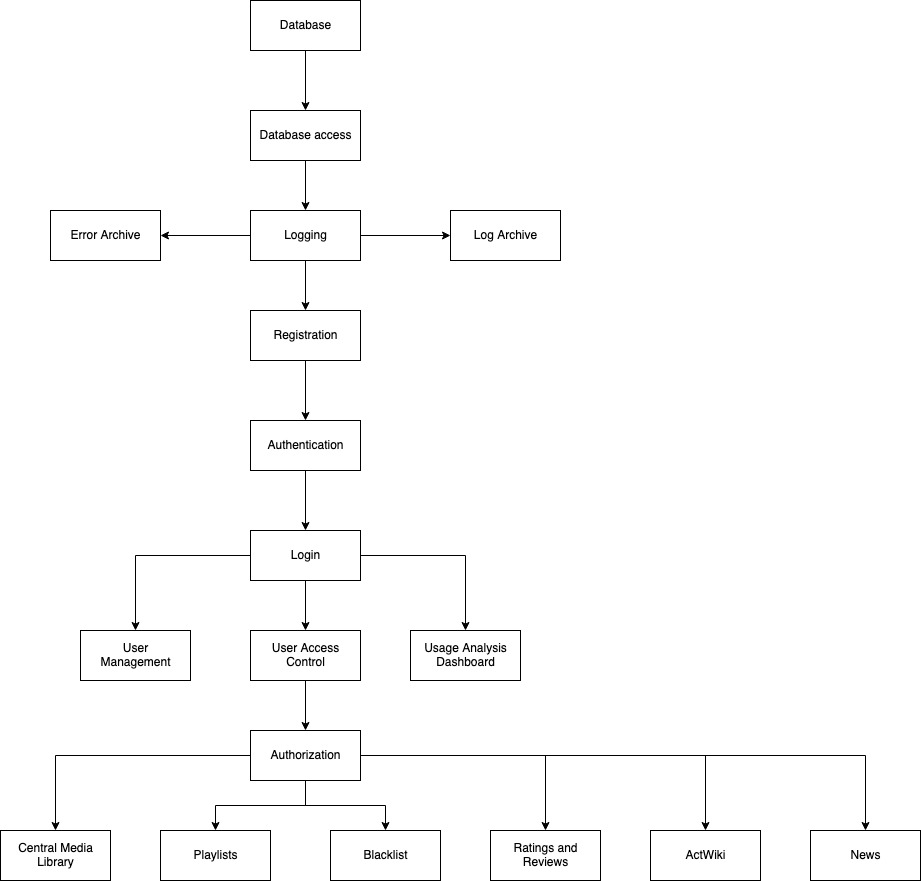 Database
Database access
Error Archive
Logging
Log Archive
Registration
Authentication
Login
User
Management
User Access
Control
Usage Analysis
Dashboard
Authorization
Central Media
Library
Playlists
Blacklist
Ratings and
Reviews
ActWiki
News